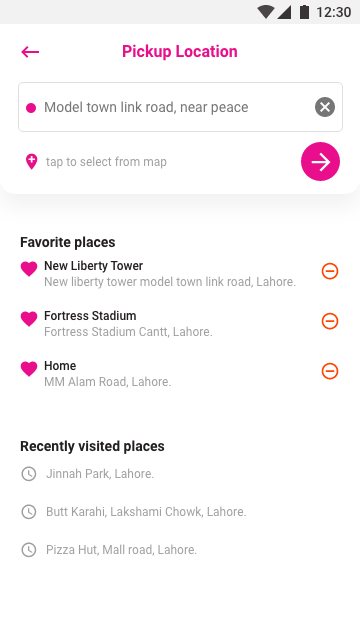 12:30
Pickup Location
Model town link road, near peace
tap to select from map
Favorite places
New Liberty Tower
New liberty tower model town link road, Lahore.
Fortress Stadium
Fortress Stadium Cantt, Lahore.
Home
MM Alam Road, Lahore.
Recently visited places
Jinnah Park, Lahore.
Butt Karahi, Lakshami Chowk, Lahore.
Pizza Hut, Mall road, Lahore.